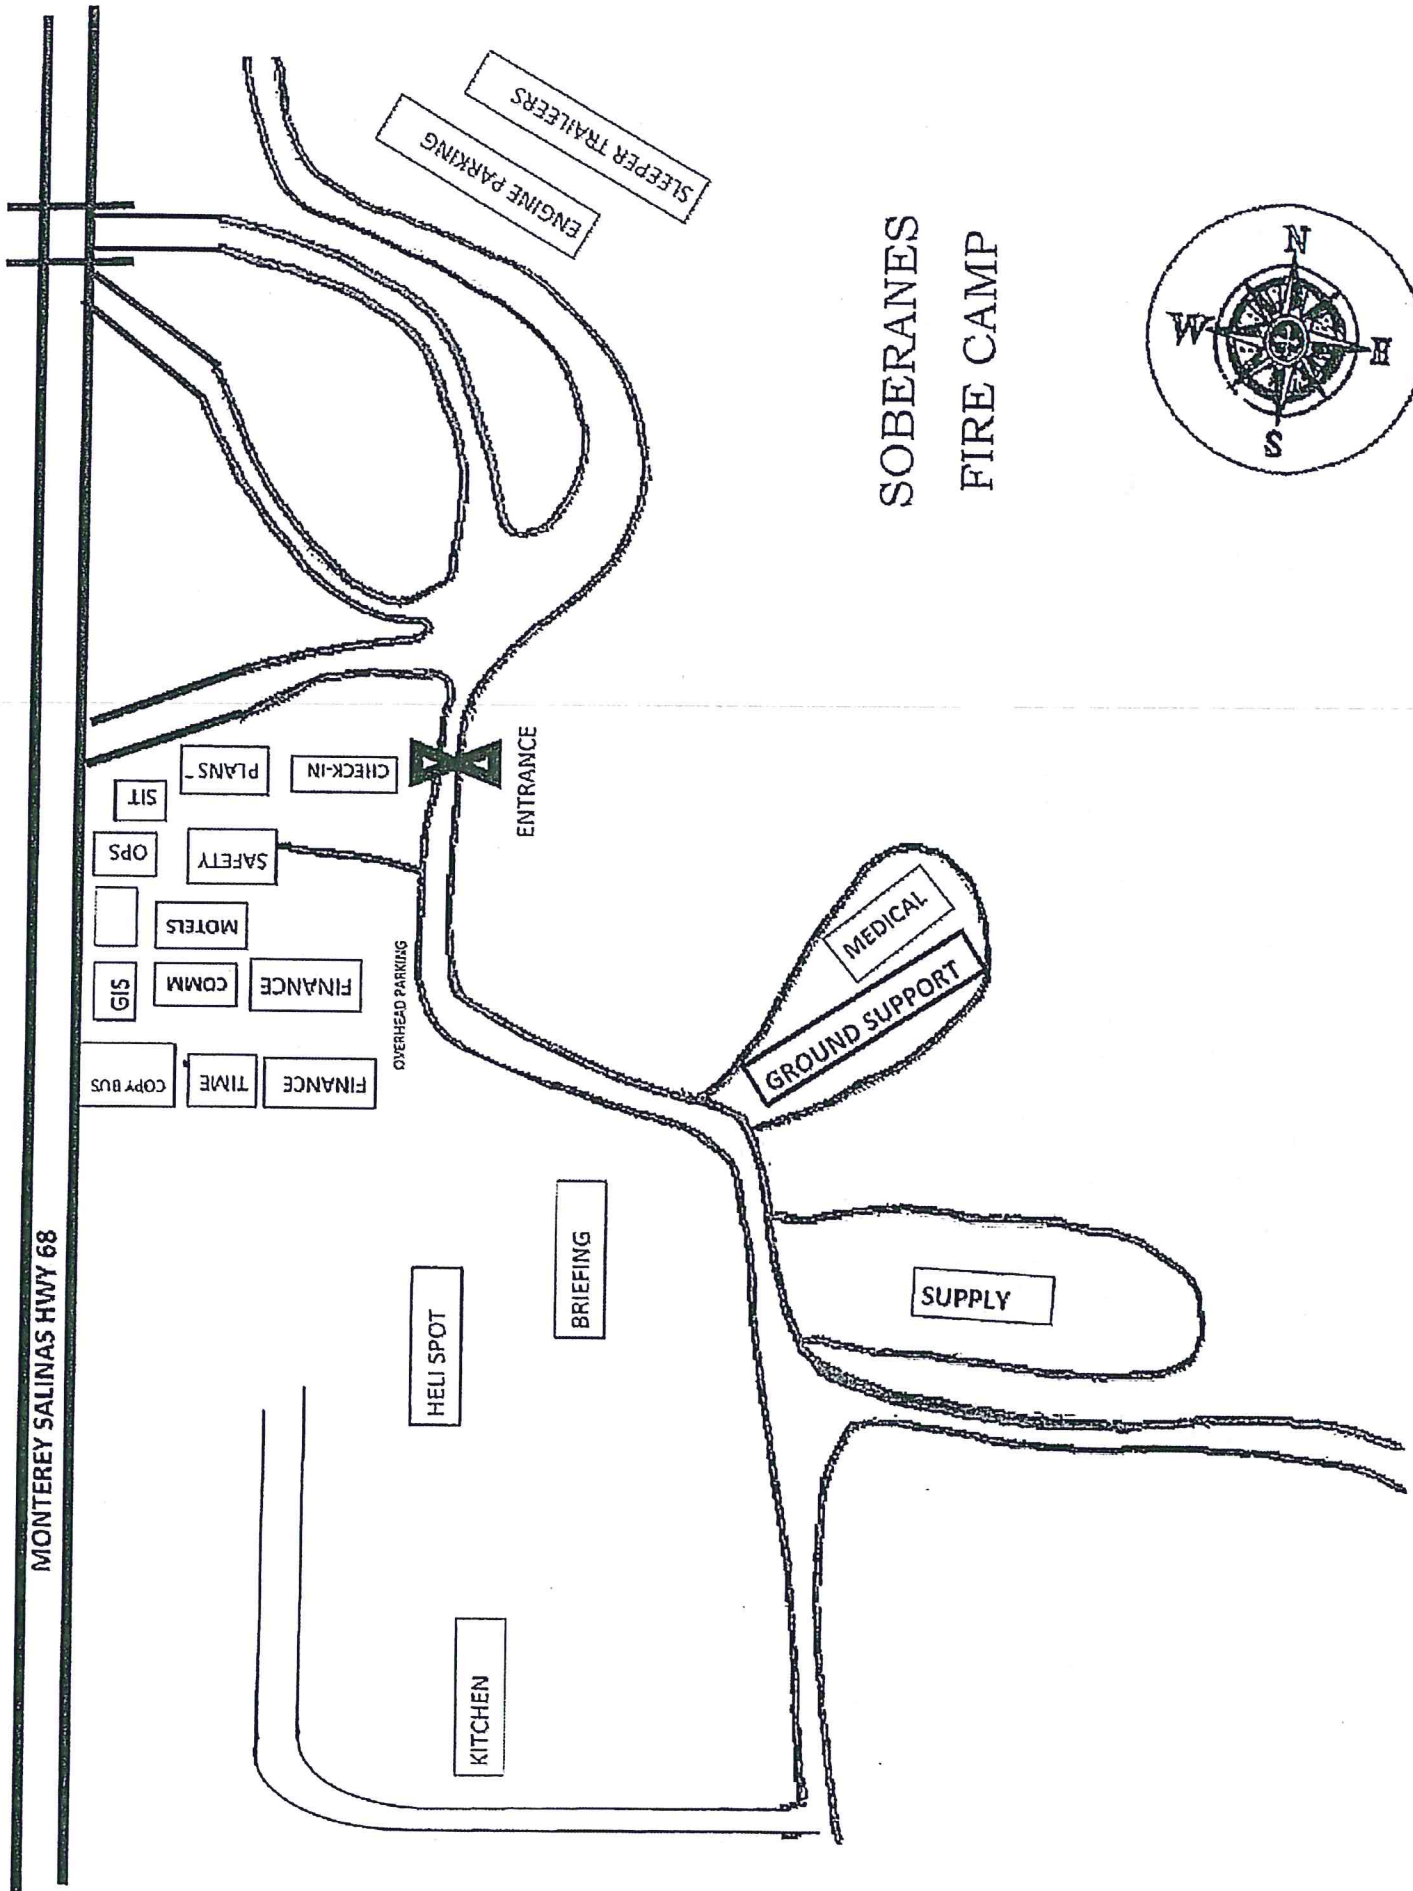 MONTEREY SALINAS HWY 68
SLEEPER TRAILEERS
ENGINE PARKING
SOBERANES
FIRE CAMP
N
W
E
S
PLANS
CHECK-IN
SIT
ENTRANCE
OPS
SAFETY
MOTELS
OVERHEAD PARKING
GIS
COMM
FINANCE
COPY BUS
TIME
FINANCE
MEDICAL
GROUND SUPPORT
BRIEFING
HELI SPOT
SUPPLY
KITCHEN